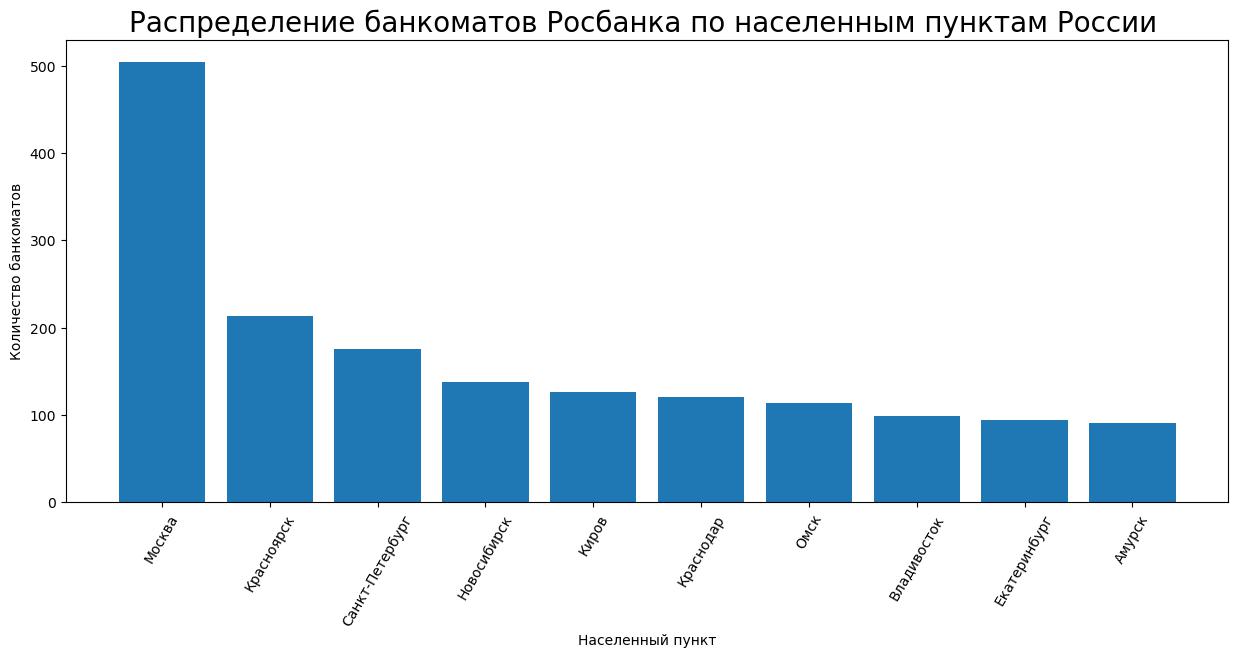 Распределение банкоматов Росбанка по населенным пунктам России
Количество банкоматов
500
400
300
200
100
0
Москва
Красноярск
Санкт-Петербург
Новосибирск
Киров
Краснодар
Омск
Владивосток
Екатеринбург
Амурск
Населенный пункт